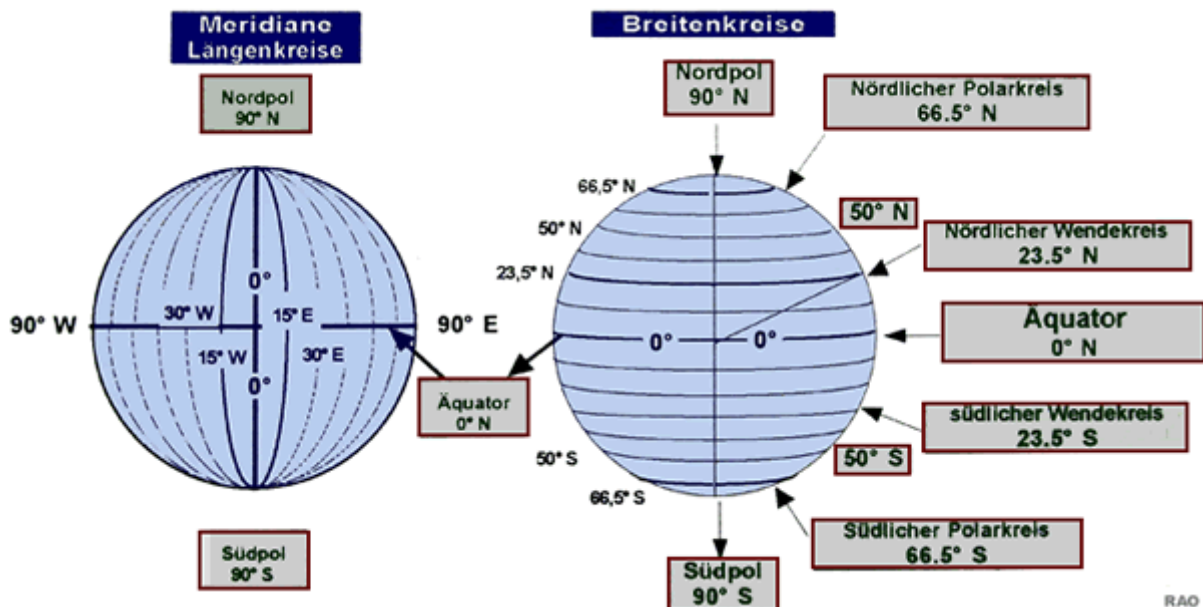 Meridiane
Längenkreise
Nordpol
90° N
0°
30° W
15° E
90° W
90° E
15° W
30° E
0°
Äquator
0° N
Südpol
90° S
Breitenkreise
Nordpol
90° N
Nördlicher Polarkreis
66.5° N
66,5° N
50° N
50° N
Nördlicher Wendekreis
23.5° N
23,5° N
0°
0°
Äquator
0° N
südlicher Wendekreis
23.5° S
50° S
50° S
66,5° S
Südlicher Polarkreis
66.5° S
Südpol
90° S
RAO